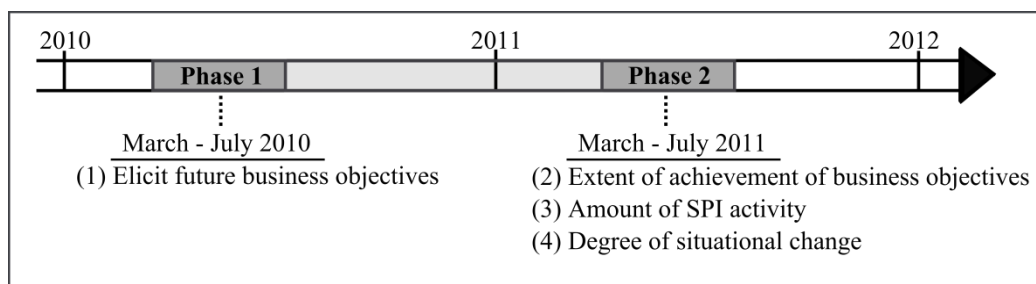 2010 2011 2012
Phase 1 Phase 2
March - July 2010 March - July 2011
(1) Elicit future business objectives (2) Extent of achievement of business objectives
(3) Amount of SPI activity
(4) Degree of situational change